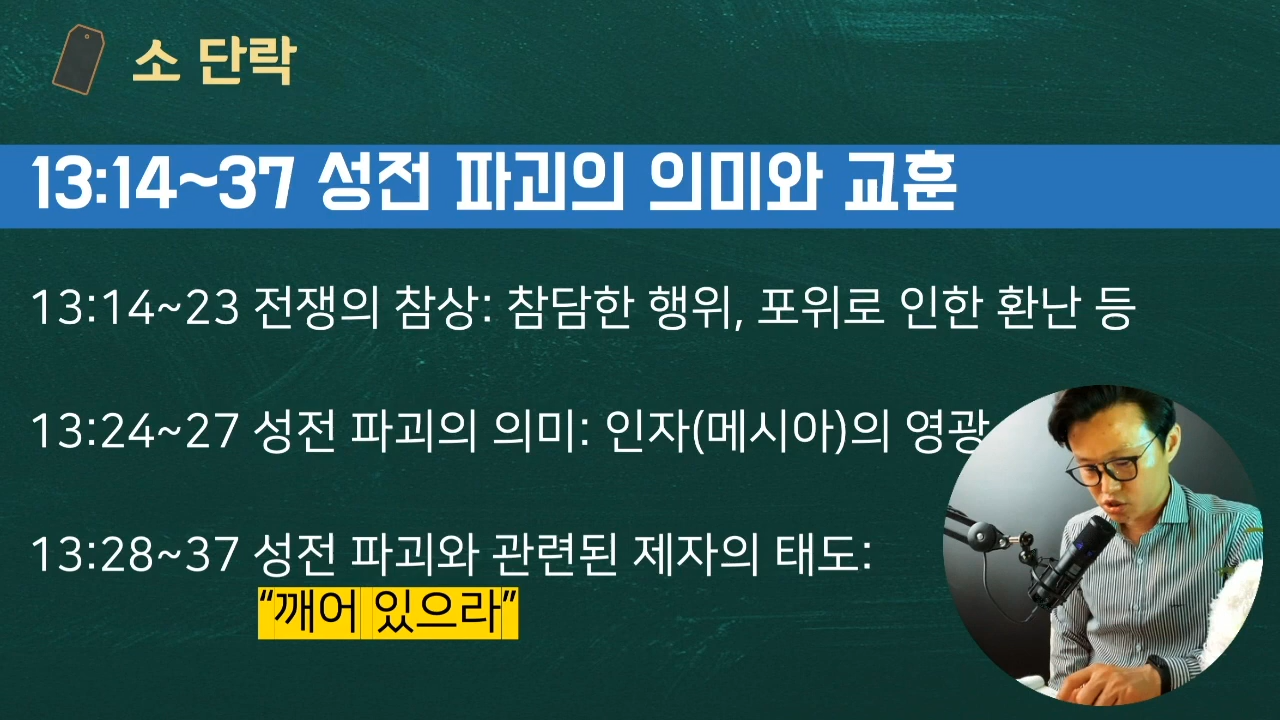 소 단락
13:14~37 성전 파괴의 의미와 교훈
13:14~23 전쟁의 참상: 참담한 행위, 포위로 인한 환난 등
13:24~27 성전 파괴의 의미: 인자(메시아)의 영광
13:28~37 성전 파괴와 관련된 제자의 태도:
“깨어 있으라”